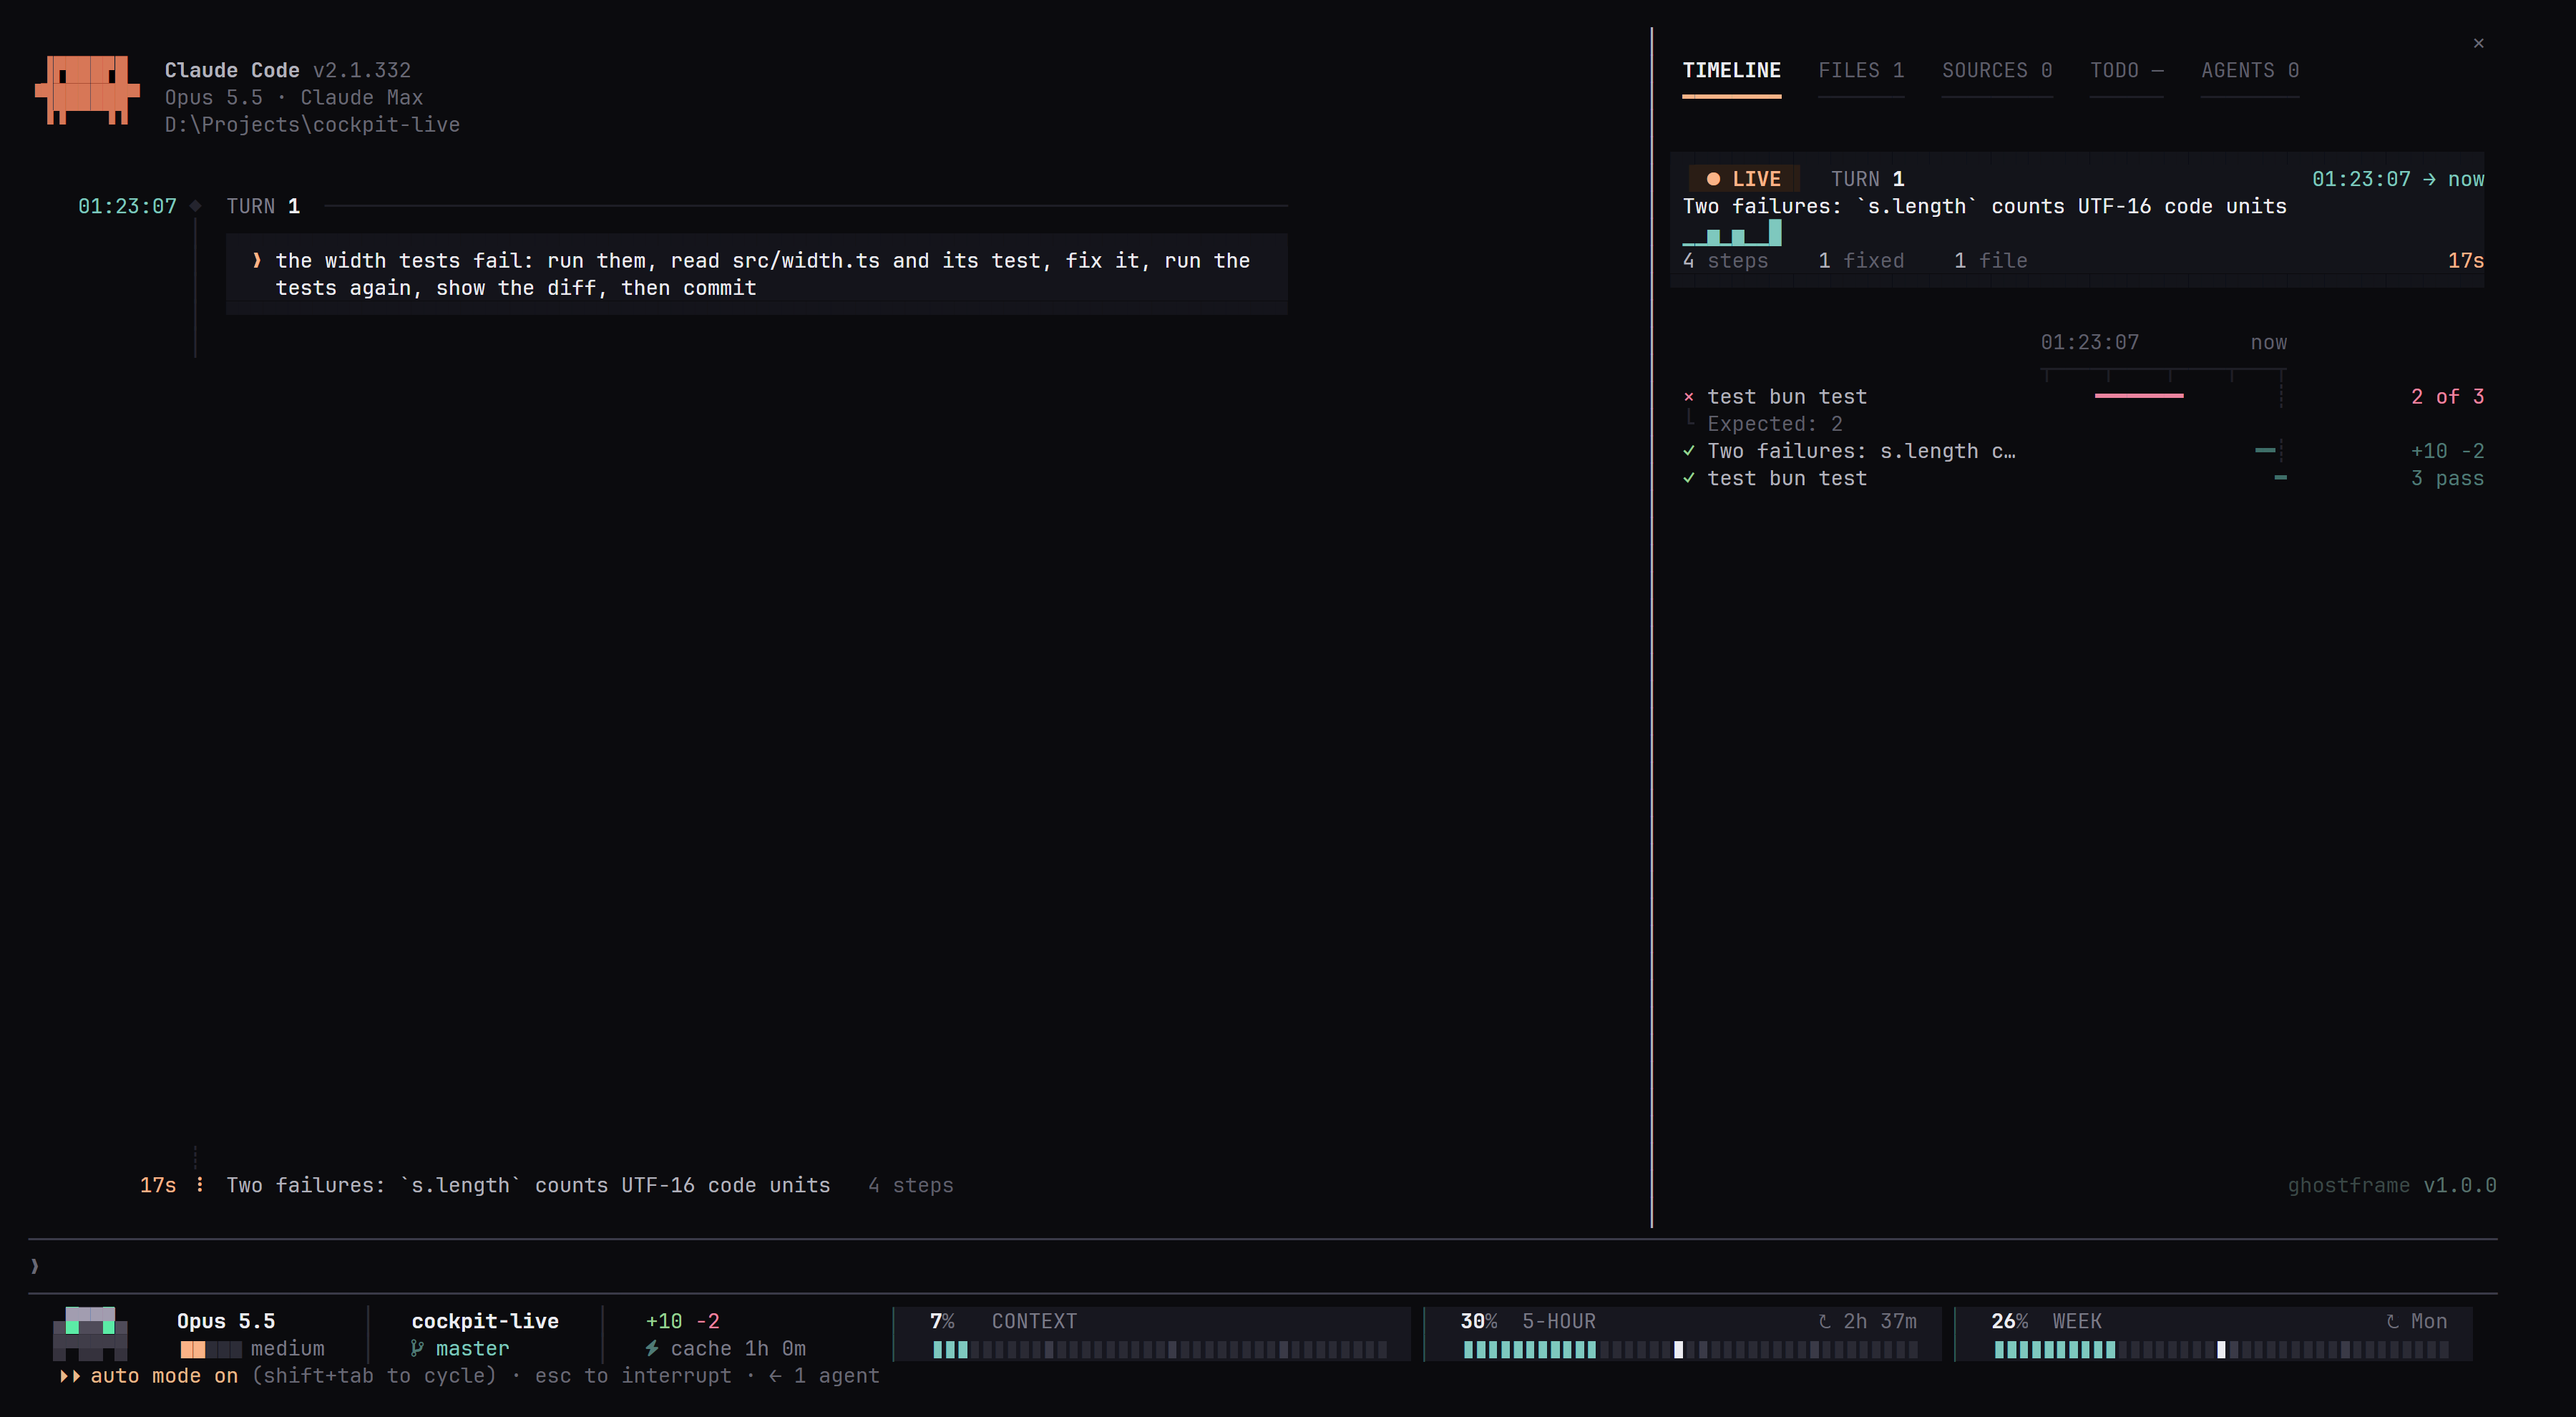 Claude Code v2.1.332
Opus 5.5 · Claude Max
D:\Projects\cockpit-live
01:23:07 ◆ TURN 1
❯ the width tests fail: run them, read src/width.ts and its test, fix it, run the
tests again, show the diff, then commit
17s ⋮ Two failures: `s.length` counts UTF-16 code units 4 steps
×
TIMELINE FILES 1 SOURCES 0 TODO — AGENTS 0
● LIVE TURN 1 01:23:07 → now
Two failures: `s.length` counts UTF-16 code units
4 steps 1 fixed 1 file 17s
01:23:07 now
× test bun test 2 of 3
└ Expected: 2
✓ Two failures: s.length c… +10 -2
✓ test bun test 3 pass
ghostframe v1.0.0
❯
Opus 5.5 cockpit-live +10 -2 7% CONTEXT 30% 5-HOUR ↻ 2h 37m 26% WEEK ↻ Mon
medium master ⚡ cache 1h 0m
⏵⏵ auto mode on (shift+tab to cycle) · esc to interrupt · ← 1 agent